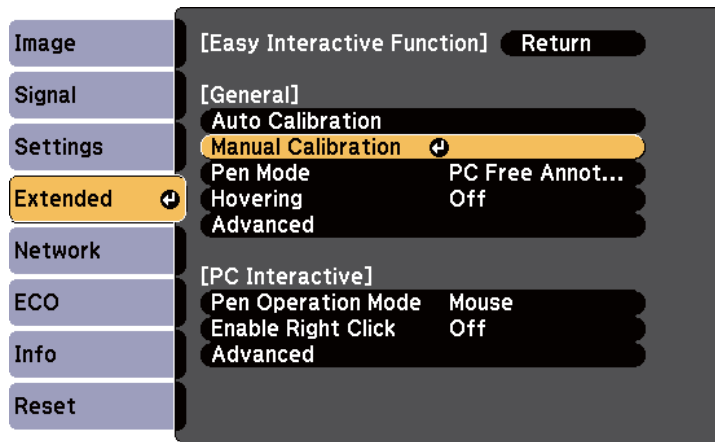 Image
Signal
Settings
Extended
Network
ECO
Info
Reset
[Easy Interactive Function] Return
[General]
Auto Calibration
Manual Calibration
Pen Mode PC Free Annot...
Hovering Off
Advanced
[PC Interactive]
Pen Operation Mode Mouse
Enable Right Click Off
Advanced